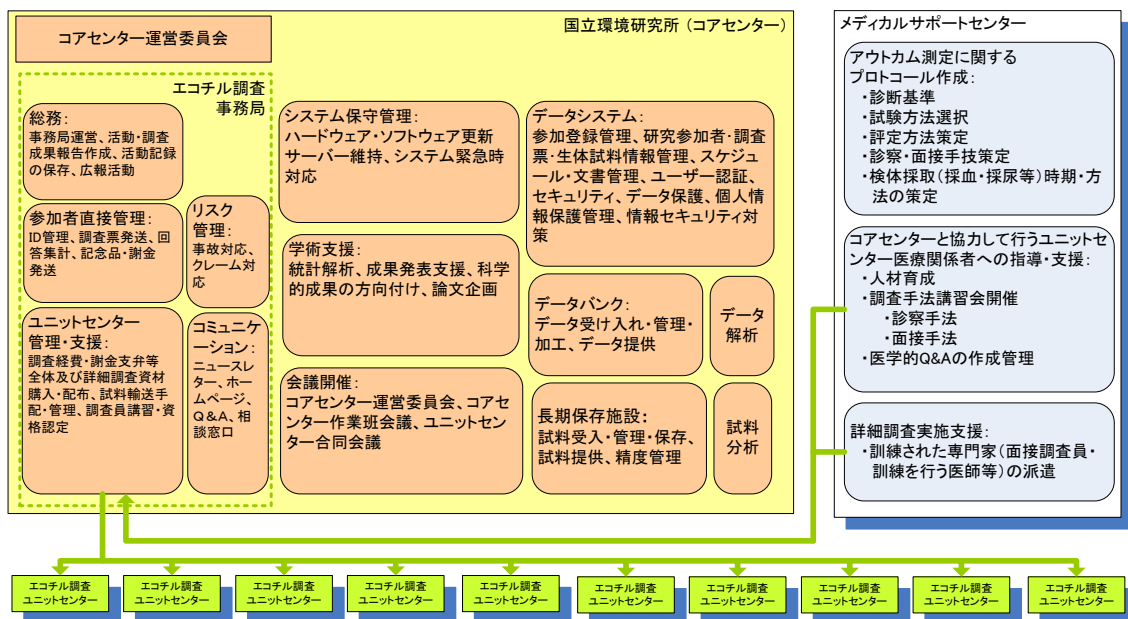 国立環境研究所（コアセンター）
コアセンター運営委員会
エコチル調査
事務局
総務：
事務局運営、活動・調査
成果報告作成、活動記録
の保存、広報活動
参加者直接管理：
ID管理、調査票発送、回
答集計、記念品・謝金
発送
リスク
管理：
事故対応、
クレーム対
応
ユニットセンター
管理・支援：
調査経費・謝金支弁等
全体及び詳細調査資材
購入・配布、試料輸送手
配・管理、調査員講習・資
格認定
コミュニケ
ーション：
ニュースレ
ター、ホー
ムページ、
Q&A、相
談窓口
システム保守管理：
ハードウェア・ソフトウェア更新
サーバー維持、システム緊急時
対応
学術支援：
統計解析、成果発表支援、科学
的成果の方向付け、論文企画
会議開催：
コアセンター運営委員会、コアセ
ンター作業班会議、ユニットセン
ター合同会議
データシステム：
参加登録管理、研究参加者・調査
票・生体試料情報管理、スケジュ
ール・文書管理、ユーザー認証、
セキュリティ、データ保護、個人情
報保護管理、情報セキュリティ対
策
データバンク：
データ受け入れ・管理・
加工、データ提供
データ
解析
長期保存施設：
試料受入・管理・保存、
試料提供、精度管理
試料
分析
メディカルサポートセンター
アウトカム測定に関する
プロトコール作成：
・診断基準
・試験方法選択
・評定方法策定
・診察・面接手技策定
・検体採取（採血・採尿等）時期・方
法の策定
コアセンターと協力して行うユニットセ
ンター医療関係者への指導・支援：
・人材育成
・調査手法講習会開催
・診察手法
・面接手法
・医学的Q&Aの作成管理
詳細調査実施支援：
・訓練された専門家（面接調査員・
訓練を行う医師等）の派遣
エコチル調査
ユニットセンター
エコチル調査
ユニットセンター
エコチル調査
ユニットセンター
エコチル調査
ユニットセンター
エコチル調査
ユニットセンター
エコチル調査
ユニットセンター
エコチル調査
ユニットセンター
エコチル調査
ユニットセンター
エコチル調査
ユニットセンター
エコチル調査
ユニットセンター